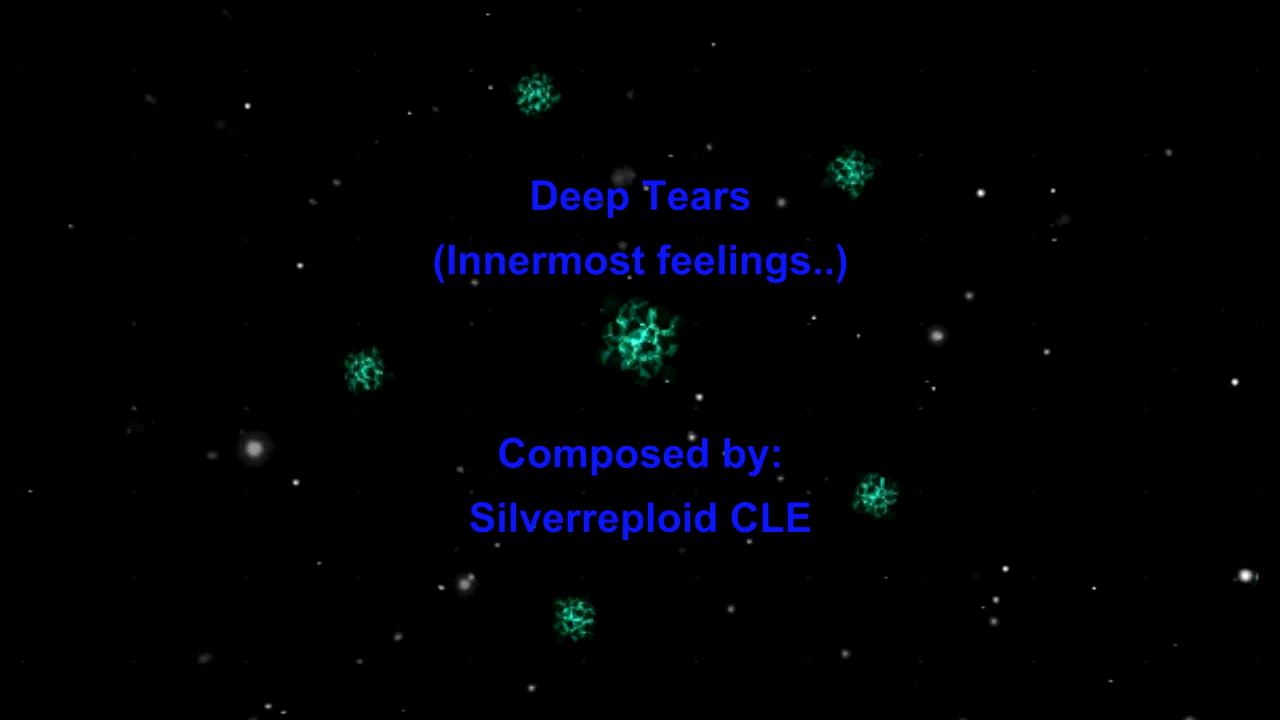 Deep Tears
(Innermost feelings..)
Composed by:
Silverreploid CLE